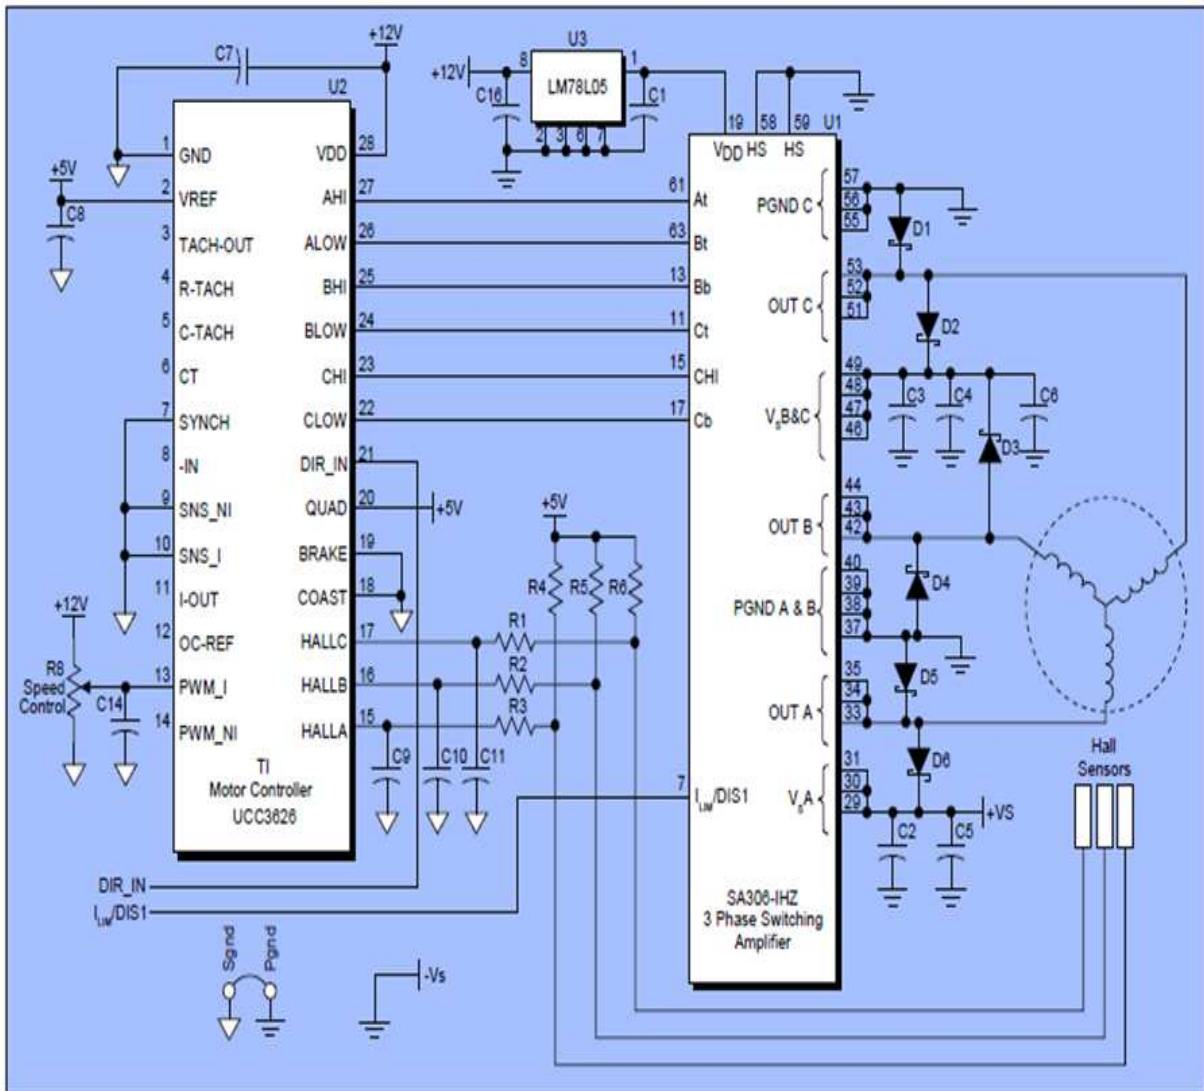 +12V
C7
U2
1 GND
VDD 28
+5V
2 VREF
AHI 27
C8
3 TACH-OUT
ALOW 26
4 R-TACH
BHI 25
5 C-TACH
BLOW 24
6 CT
CHI 23
7 SYNCH
CLOW 22
8 -IN
DIR_IN 21
9 SNS_NI
QUAD 20
+5V
10 SNS_I
BRAKE 19
11 I-OUT
COAST 18
+12V
12 OC-REF
HALLC 17
R8
Speed
Control
13 PWM_I
HALLB 16
C14
14 PWM_NI
HALLA 15
TI
Motor Controller
UCC3626
U3
+12V
8
LM78L05
1
C16
C1
2 3 6 7
+5V
R4 R5 R6
R1
R2
R3
C9 C10 C11
19 58 59 U1
VDD HS HS
61 At
63 Bt
13 Bb
11 Ct
15 CHI
17 Cb
7 ILIM/DIS1
PGND C
57
56
55
D1
OUT C
53
52
51
D2
VSB&C
49
48
47
46
C3 C4 C6
D3
OUT B
44
43
42
PGND A & B
40
39
38
37
D4
D5
OUT A
35
34
33
D6
VSA
31
30
29
+VS
C2 C5
SA306-IHZ
3 Phase Switching
Amplifier
Hall
Sensors
DIR_IN
ILIM/DIS1
Sgnd Pgnd
-Vs